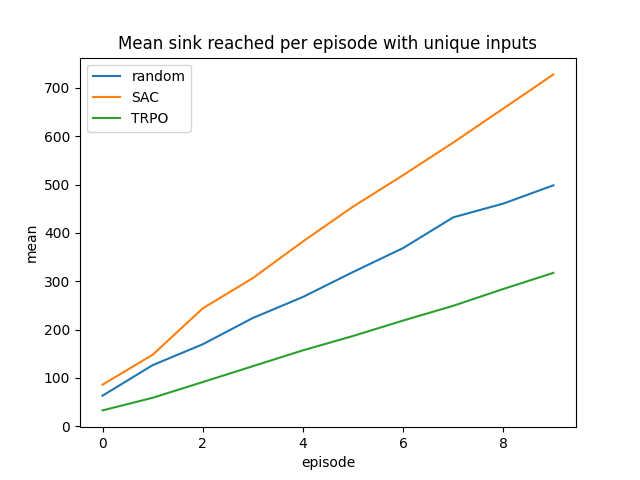 Mean sink reached per episode with unique inputs
random
SAC
TRPO
mean
700
600
500
400
300
200
100
0
0 2 4 6 8
episode